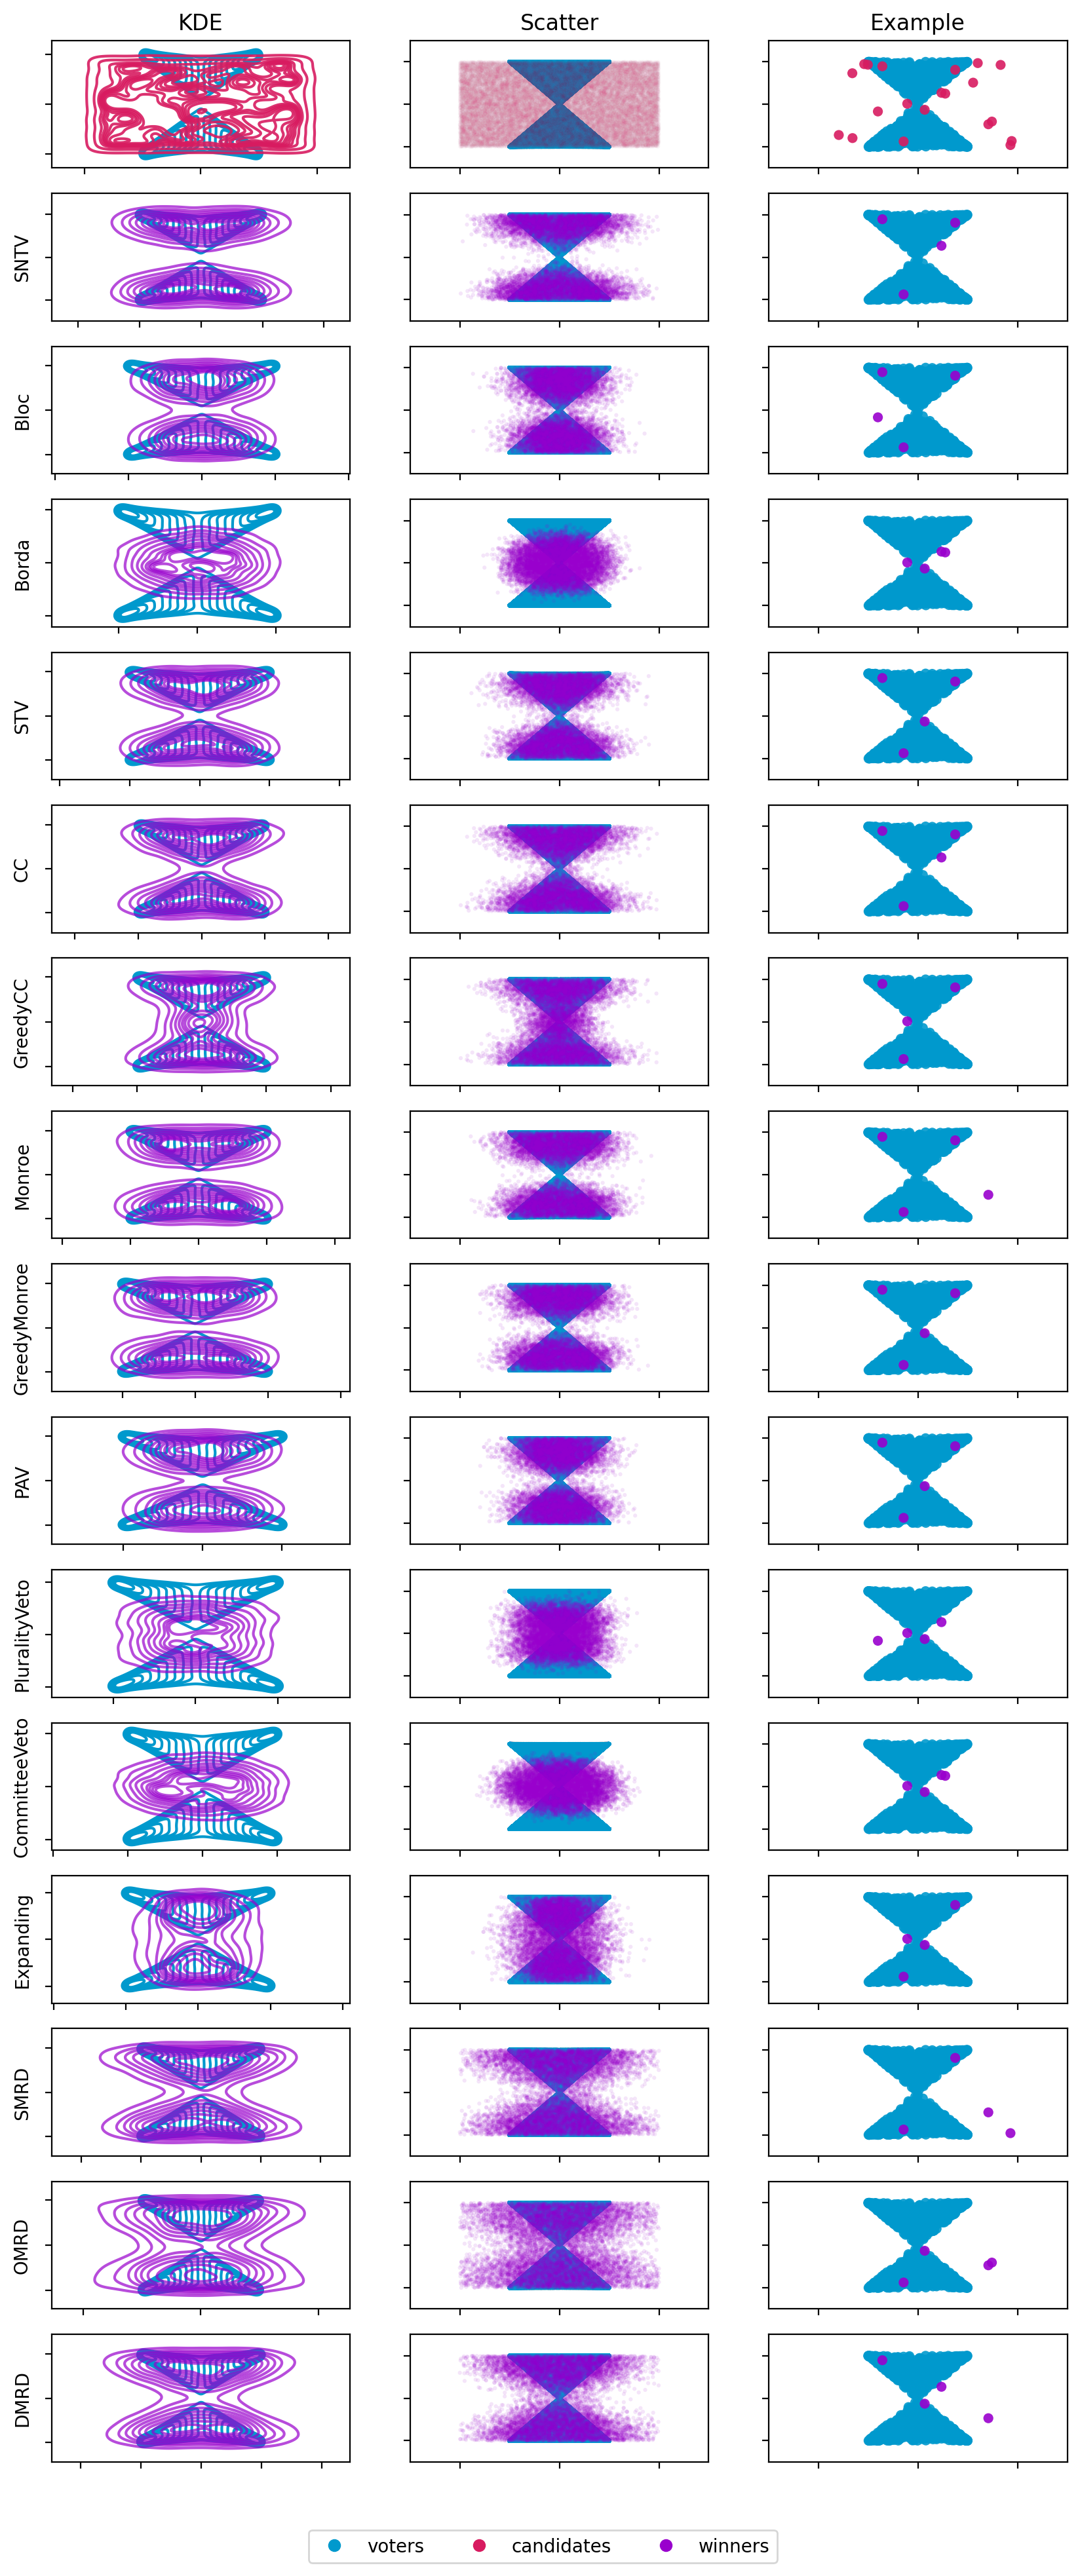 KDE Scatter Example
SNTV
Bloc
Borda
STV
CC
GreedyCC
Monroe
GreedyMonroe
PAV
PluralityVeto
CommitteeVeto
Expanding
SMRD
OMRD
DMRD
voters candidates winners